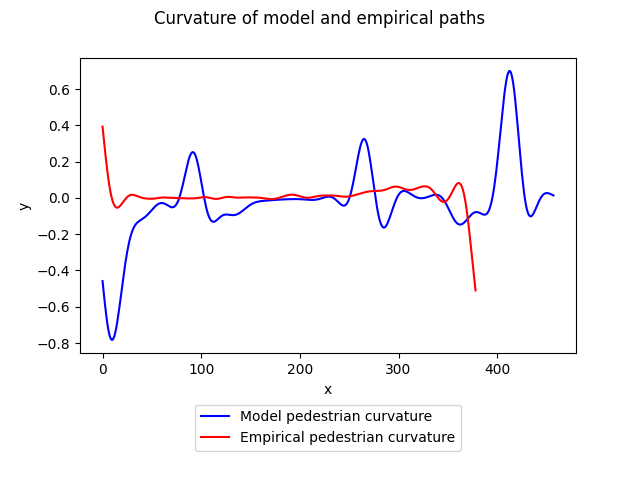 Curvature of model and empirical paths
0.6
0.4
0.2
0.0
−0.2
−0.4
−0.6
−0.8
y
0 100 200 300 400
x
Model pedestrian curvature
Empirical pedestrian curvature